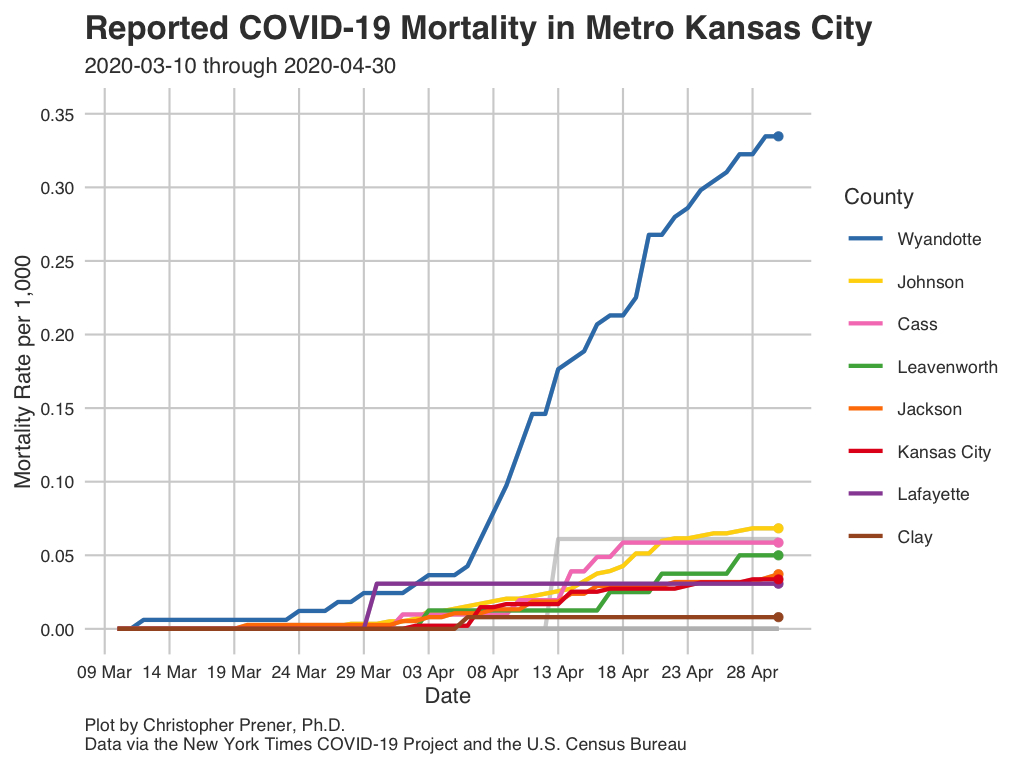 Reported COVID-19 Mortality in Metro Kansas City
2020-03-10 through 2020-04-30
Mortality Rate per 1,000
0.35
0.30
0.25
0.20
0.15
0.10
0.05
0.00
09 Mar 14 Mar 19 Mar 24 Mar 29 Mar 03 Apr 08 Apr 13 Apr 18 Apr 23 Apr 28 Apr
Date
County
Wyandotte
Johnson
Cass
Leavenworth
Jackson
Kansas City
Lafayette
Clay
Plot by Christopher Prener, Ph.D.
Data via the New York Times COVID-19 Project and the U.S. Census Bureau